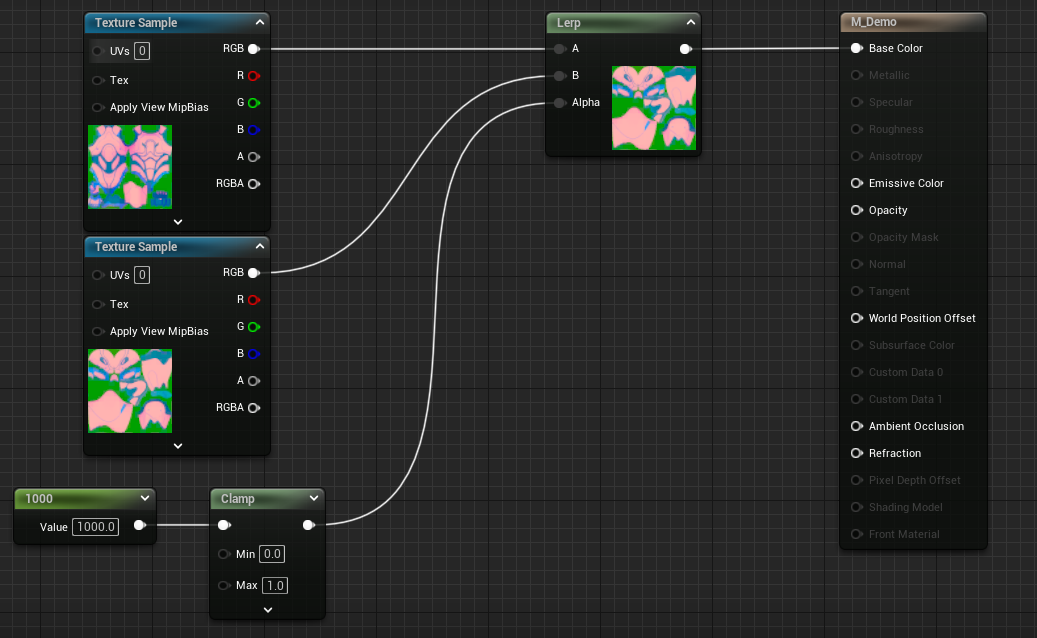 Texture Sample
UVs 0
RGB
Tex
R
Apply View MipBias
G
B
A
RGBA
Texture Sample
UVs 0
RGB
Tex
R
Apply View MipBias
G
B
A
RGBA
1000
Value 1000.0
Clamp
Min 0.0
Max 1.0
Lerp
A
B
Alpha
M_Demo
Base Color
Metallic
Specular
Roughness
Anisotropy
Emissive Color
Opacity
Opacity Mask
Normal
Tangent
World Position Offset
Subsurface Color
Custom Data 0
Custom Data 1
Ambient Occlusion
Refraction
Pixel Depth Offset
Shading Model
Front Material